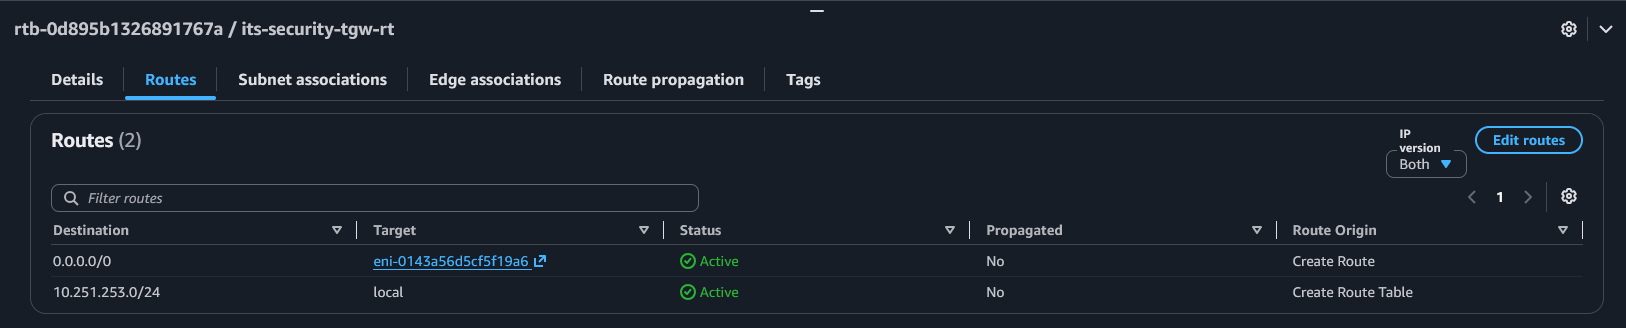 rtb-0d895b1326891767a / its-security-tgw-rt
Details Routes Subnet associations Edge associations Route propagation Tags
Routes (2)
IP version
Both
Edit routes
Filter routes
1
Destination Target Status Propagated Route Origin
0.0.0.0/0 eni-0143a56d5cf5f19a6 Active No Create Route
10.251.253.0/24 local Active No Create Route Table